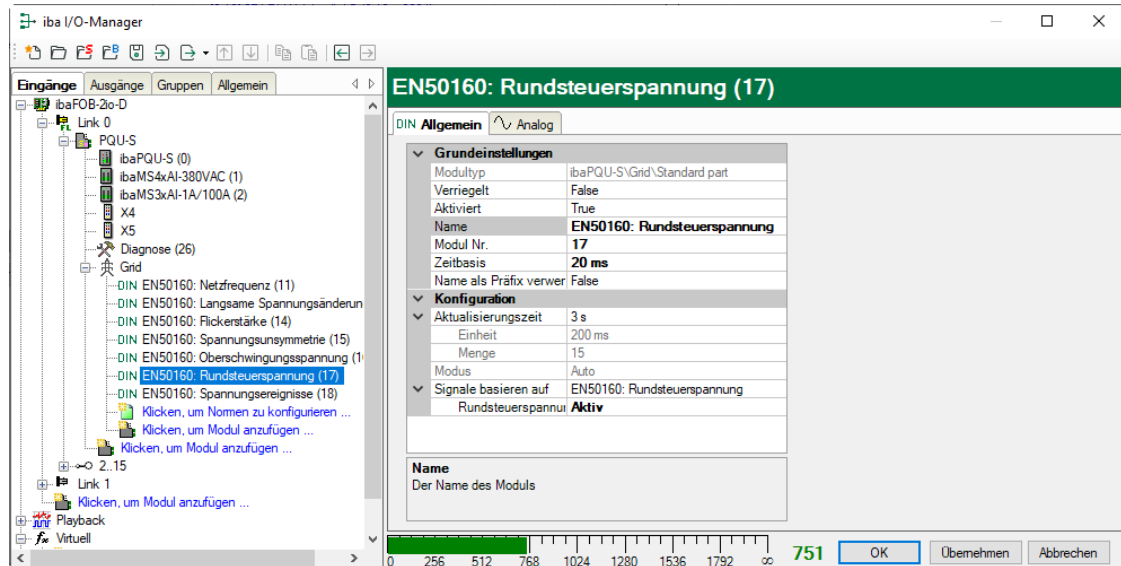 iba I/O-Manager
Eingänge Ausgänge Gruppen Allgemein
ibaFOB-2io-D
Link 0
PQU-S
ibaPQU-S (0)
ibaMS4xAI-380VAC (1)
ibaMS3xAI-1A/100A (2)
X4
X5
Diagnose (26)
Grid
DIN EN50160: Netzfrequenz (11)
DIN EN50160: Langsame Spannungsänderun
DIN EN50160: Flickerstärke (14)
DIN EN50160: Spannungsunsymmetrie (15)
DIN EN50160: Oberschwingungsspannung (1
DIN EN50160: Rundsteuerspannung (17)
DIN EN50160: Spannungsereignisse (18)
Klicken, um Normen zu konfigurieren ...
Klicken, um Modul anzufügen ...
Klicken, um Modul anzufügen ...
2..15
Link 1
Klicken, um Modul anzufügen ...
Playback
fx Virtuell
EN50160: Rundsteuerspannung (17)
DIN Allgemein Analog
Grundeinstellungen
Modultyp ibaPQU-S\Grid\Standard part
Verriegelt False
Aktiviert True
Name EN50160: Rundsteuerspannung
Modul Nr. 17
Zeitbasis 20 ms
Name als Präfix verwer False
Konfiguration
Aktualisierungszeit 3 s
Einheit 200 ms
Menge 15
Modus Auto
Signale basieren auf EN50160: Rundsteuerspannung
Rundsteuerspannu Aktiv
Name
Der Name des Moduls
0 256 512 768 1024 1280 1536 1792 ∞ 751 OK Übernehmen Abbrechen